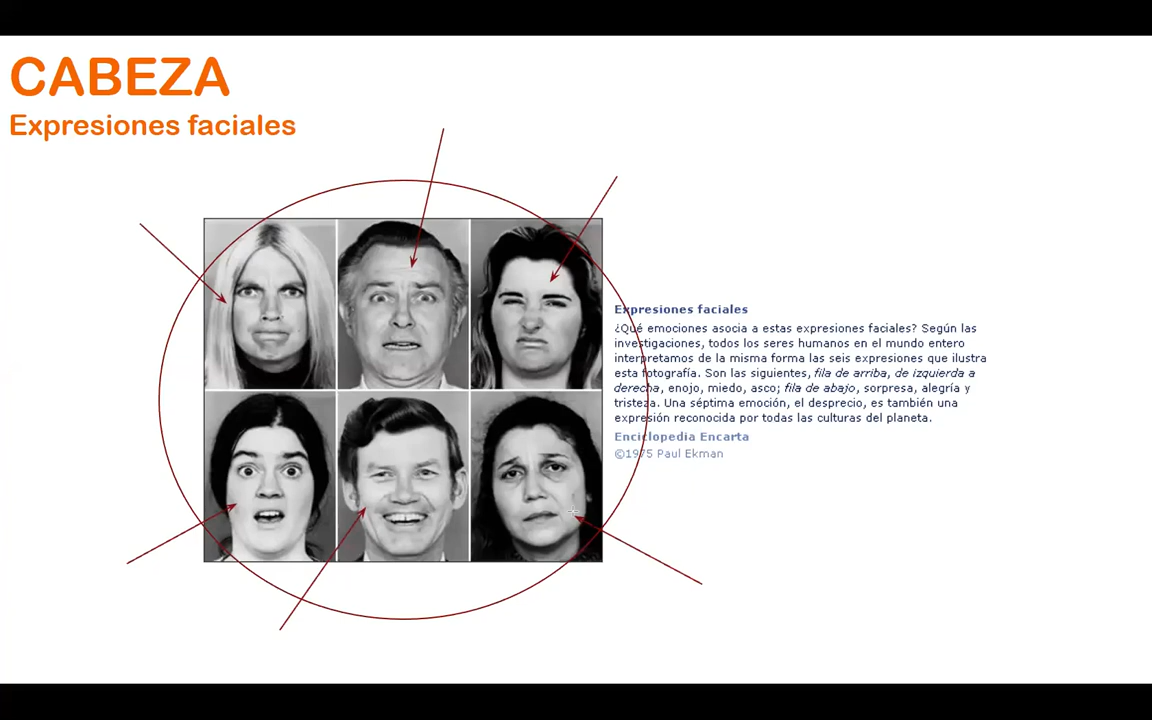 CABEZA
Expresiones faciales
Expresiones faciales
¿Qué emociones asocia a estas expresiones faciales? Según las
investigaciones, todos los seres humanos en el mundo entero
interpretamos de la misma forma las seis expresiones que ilustra
esta fotografía. Son las siguientes, fila de arriba, de izquierda a
derecha, enojo, miedo, asco; fila de abajo, sorpresa, alegría y
tristeza. Una séptima emoción, el desprecio, es también una
expresión reconocida por todas las culturas del planeta.
Enciclopedia Encarta
©1975 Paul Ekman